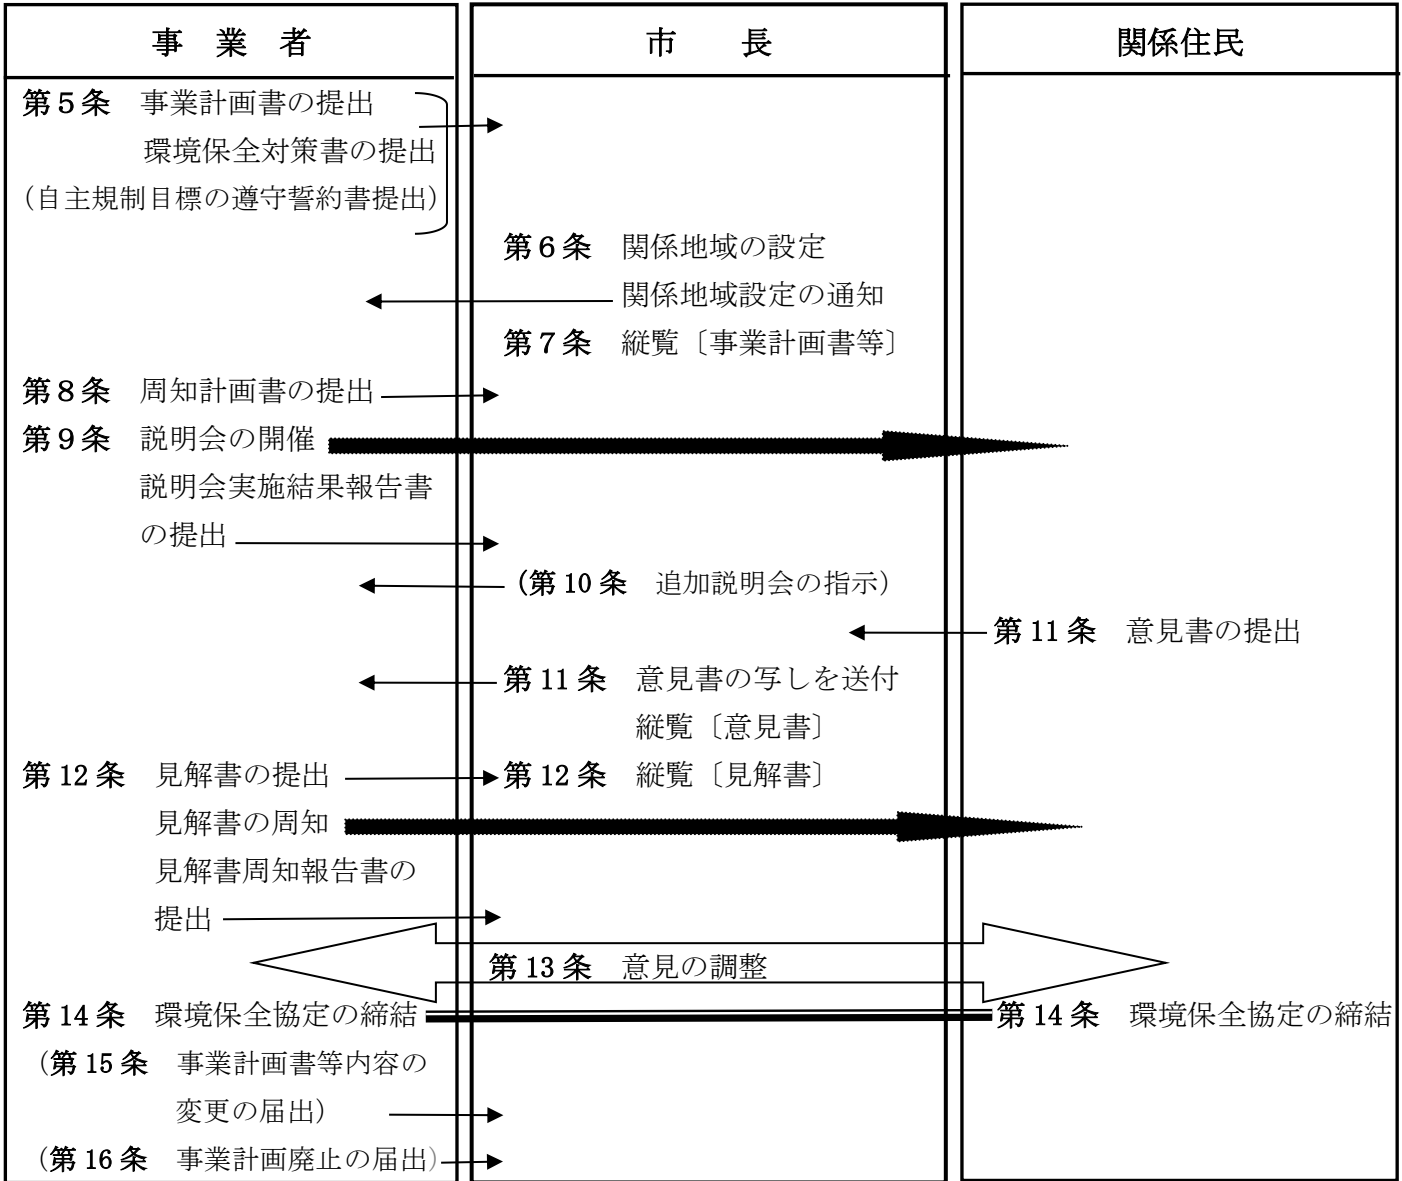 事　業　者
市　　長
関係住民
第５条　事業計画書の提出
環境保全対策書の提出
（自主規制目標の遵守誓約書提出）
第６条　関係地域の設定
関係地域設定の通知
第７条　縦覧〔事業計画書等〕
第８条　周知計画書の提出
第９条　説明会の開催
説明会実施結果報告書
の提出
（第 10 条　追加説明会の指示）
第 11 条　意見書の提出
第 11 条　意見書の写しを送付
縦覧〔意見書〕
第 12 条　見解書の提出
第 12 条　縦覧〔見解書〕
見解書の周知
見解書周知報告書の
提出
第 13 条　意見の調整
第 14 条　環境保全協定の締結
第 14 条　環境保全協定の締結
（第 15 条　事業計画書等内容の
変更の届出）
（第 16 条　事業計画廃止の届出）